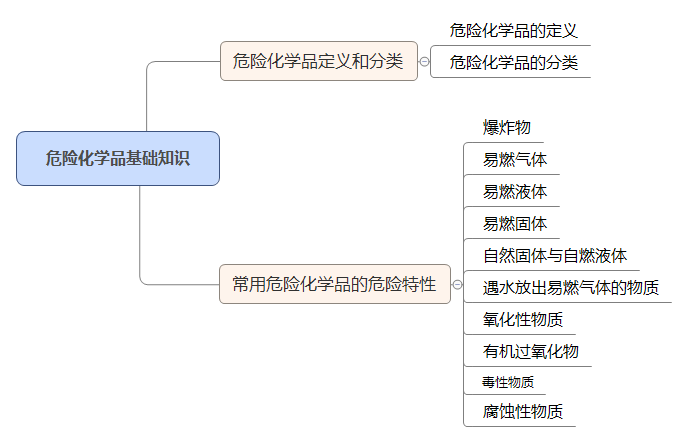 危险化学品基础知识
危险化学品定义和分类
危险化学品的定义
危险化学品的分类
常用危险化学品的危险特性
爆炸物
易燃气体
易燃液体
易燃固体
自然固体与自燃液体
遇水放出易燃气体的物质
氧化性物质
有机过氧化物
毒性物质
腐蚀性物质